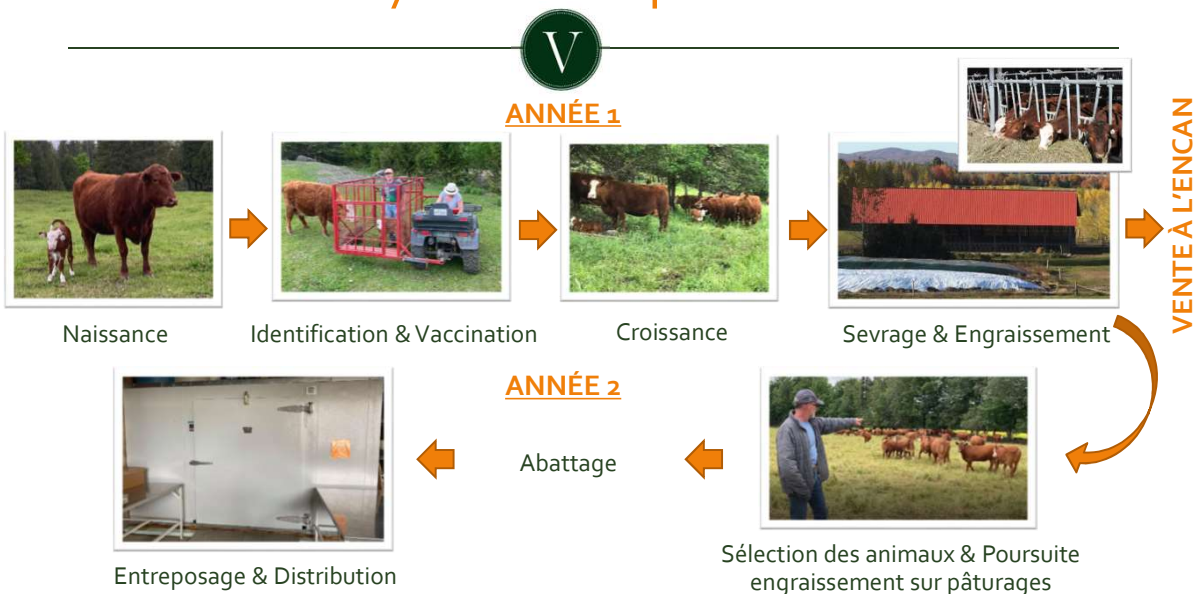 V
ANNÉE 1
VENTE À L'ENCAN
Naissance
Identification & Vaccination
Croissance
Sevrage & Engraissement
ANNÉE 2
Abattage
Entreposage & Distribution
Sélection des animaux & Poursuite
engraissement sur pâturages